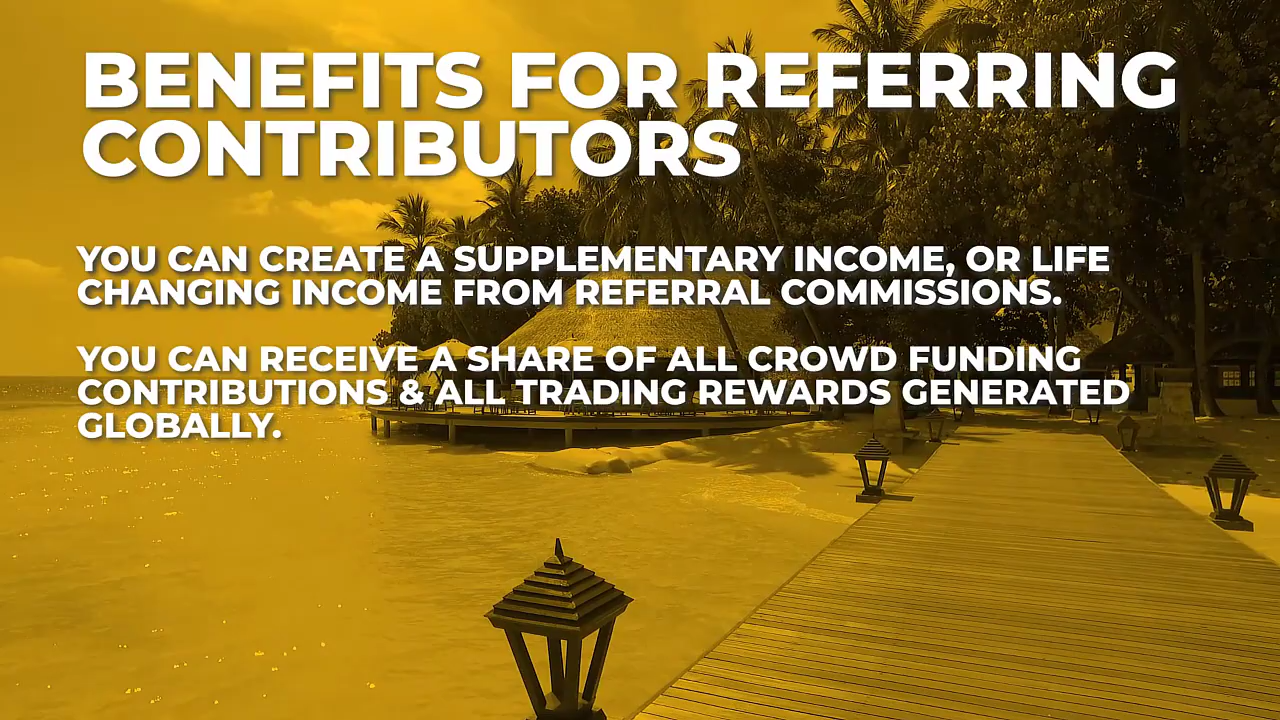 BENEFITS FOR REFERRING
CONTRIBUTORS
YOU CAN CREATE A SUPPLEMENTARY INCOME, OR LIFE
CHANGING INCOME FROM REFERRAL COMMISSIONS.
YOU CAN RECEIVE A SHARE OF ALL CROWD FUNDING
CONTRIBUTIONS & ALL TRADING REWARDS GENERATED
GLOBALLY.